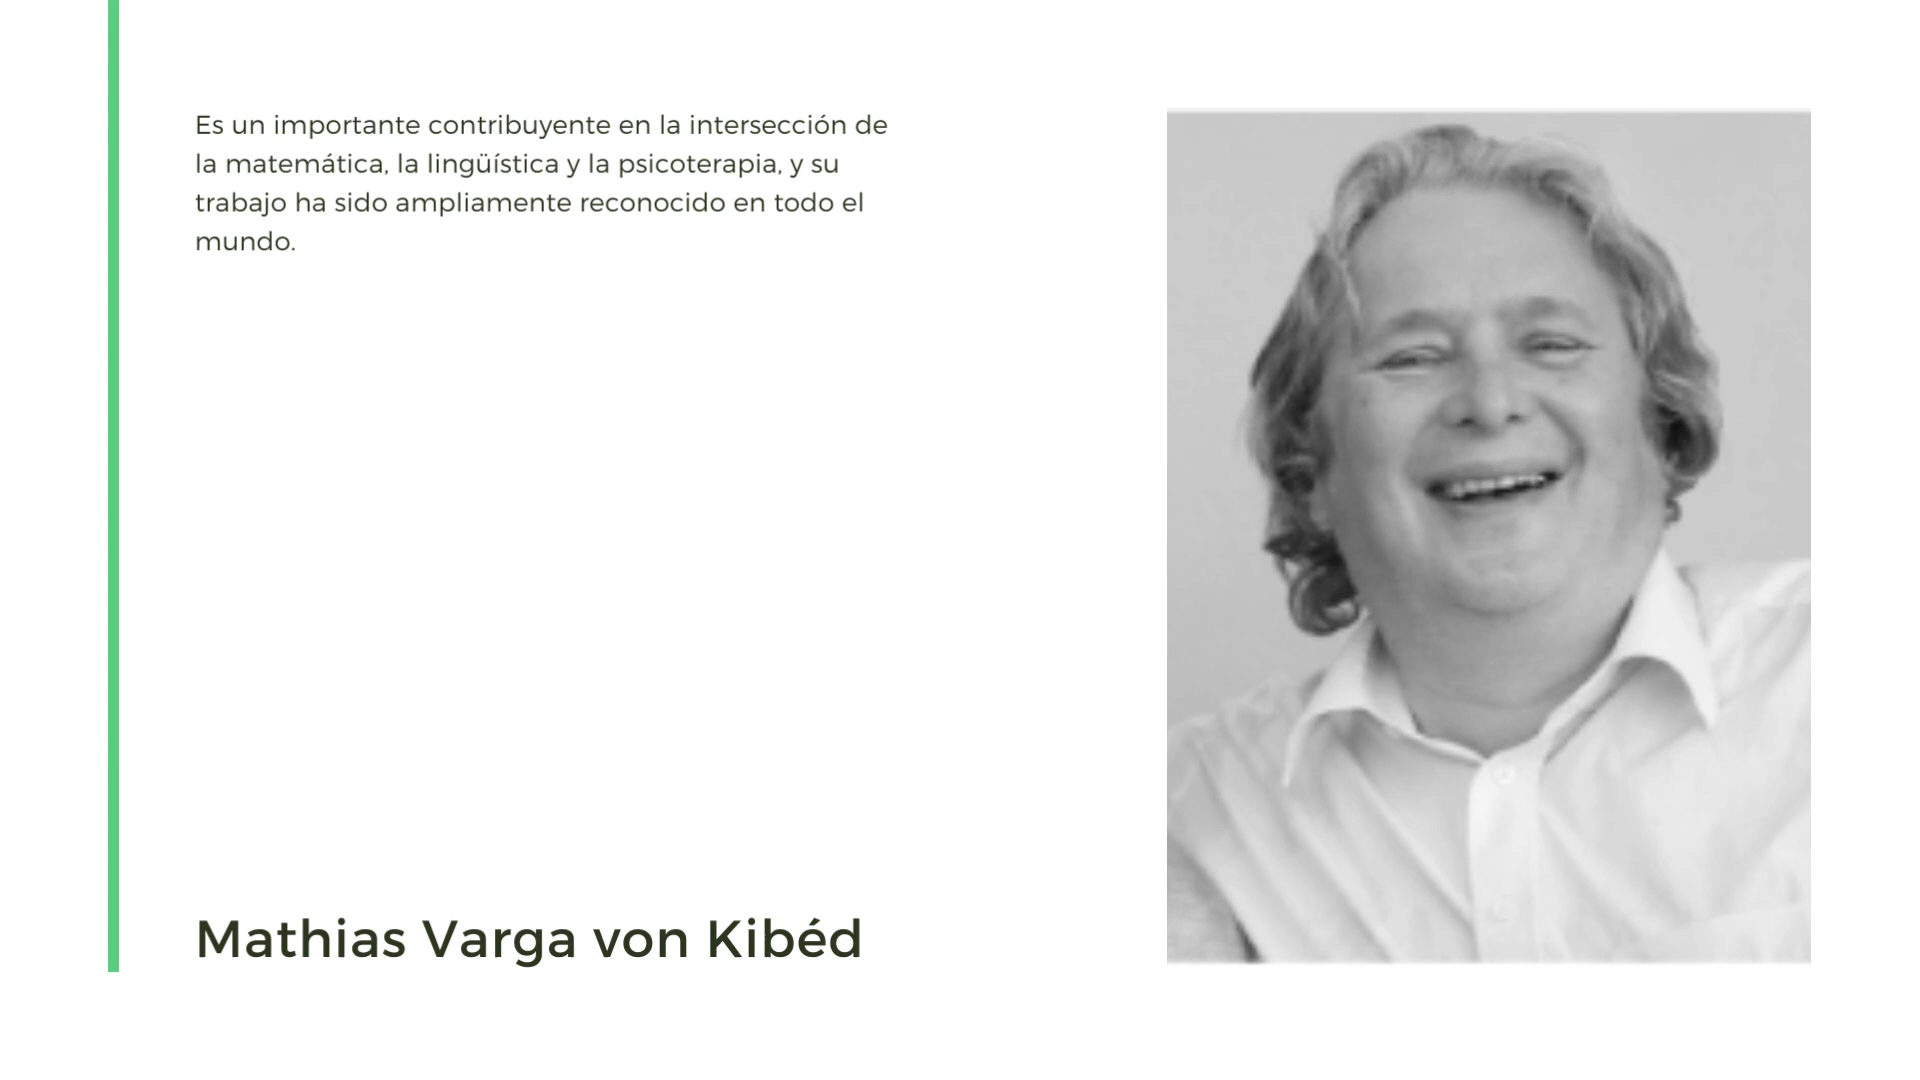 Es un importante contribuyente en la intersección de
la matemática, la lingüística y la psicoterapia, y su
trabajo ha sido ampliamente reconocido en todo el
mundo.
Mathias Varga von Kibéd